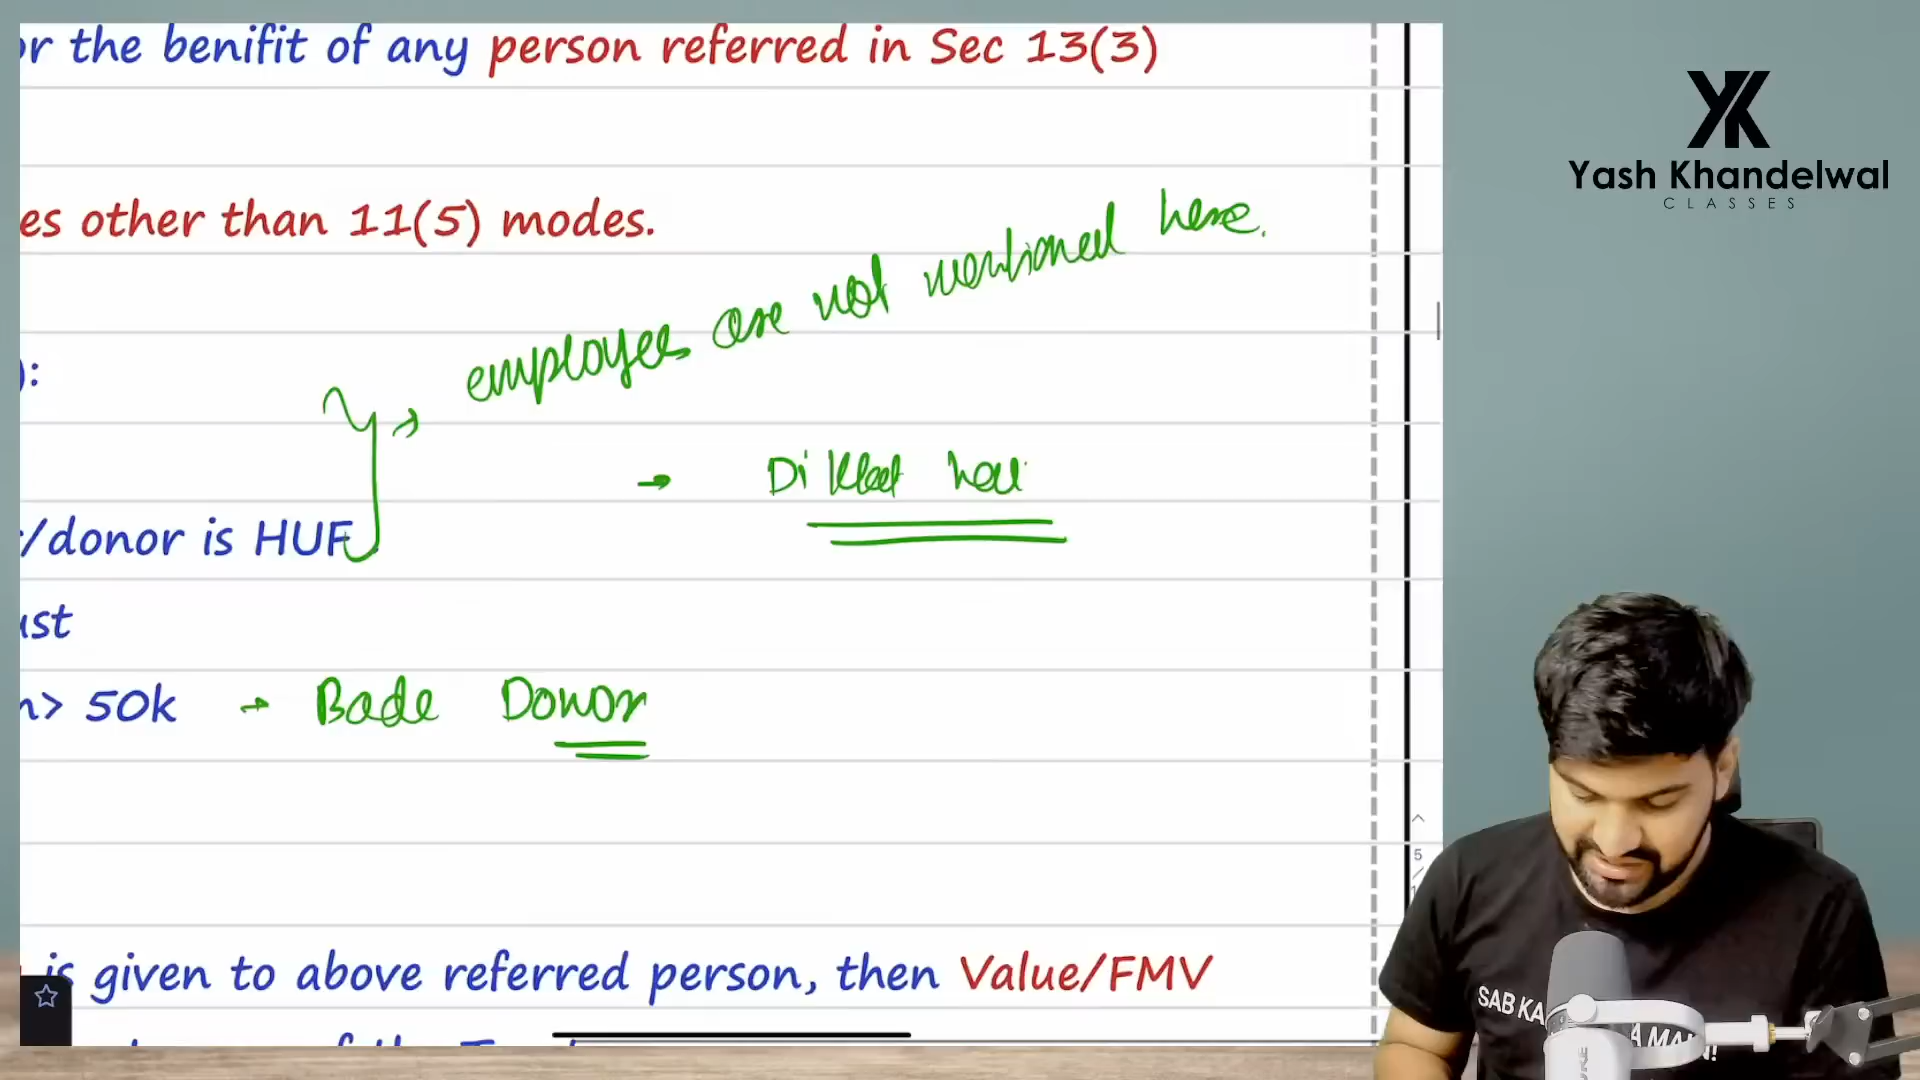 or the benifit of any person referred in Sec 13(3)
es other than 11(5) modes.
employees are not mentioned here.
):
/donor is HUF
ust
n> 50k → Bade Donor
is given to above referred person, then Value/FMV
Yash Khandelwal
CLASSES
5
SAB KA
A MA